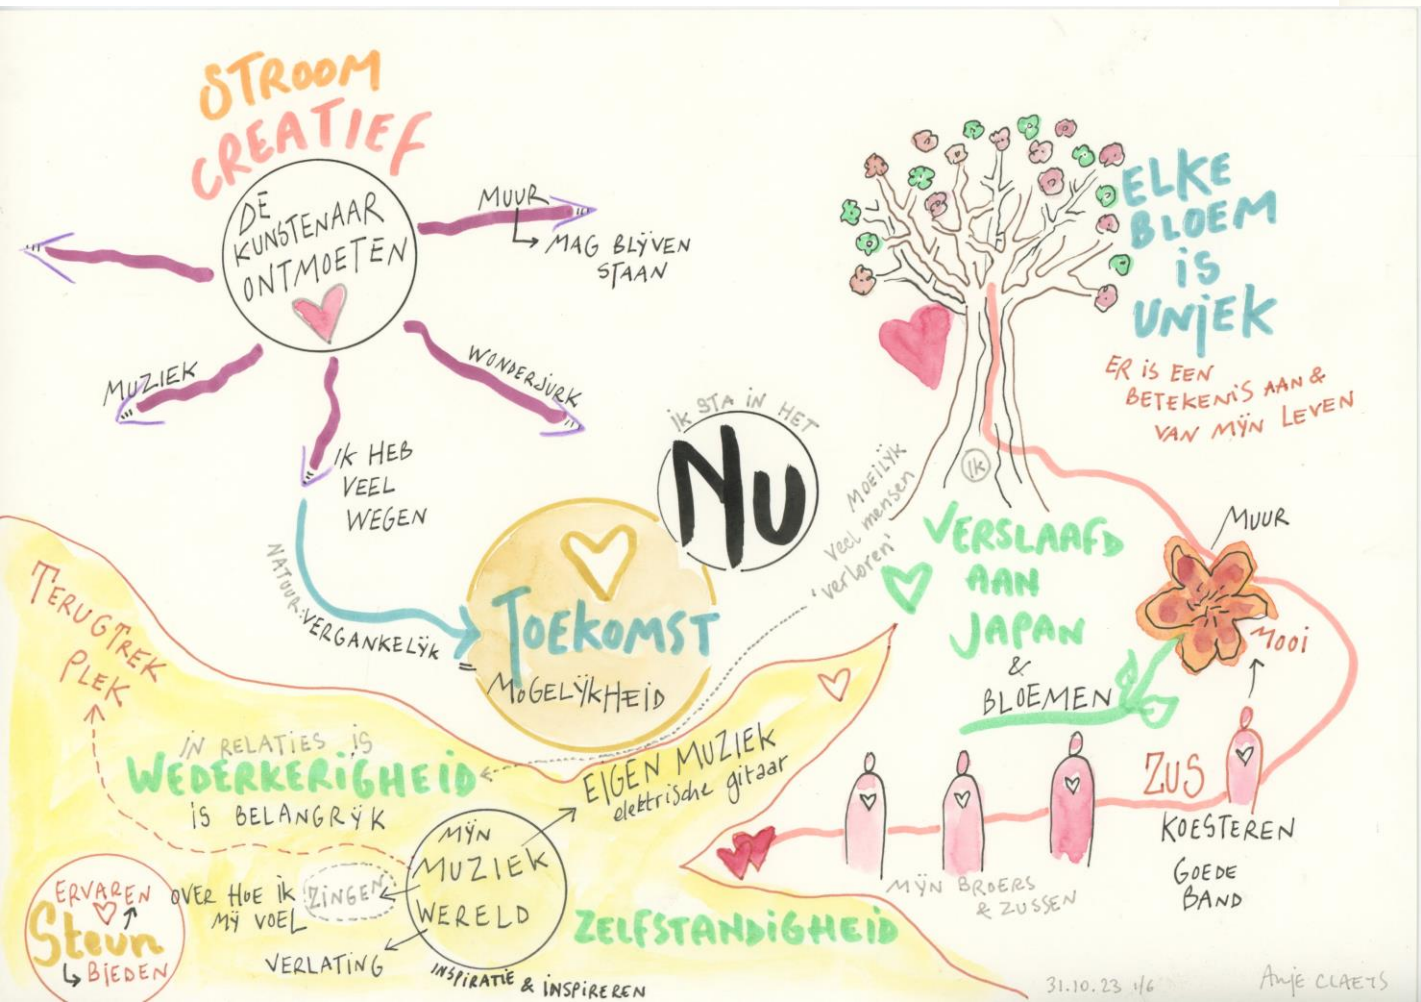 STROOM
CREATIEF
DE
KUNSTENAAR
ONTMOETEN
MUUR
MAG BLIJVEN
STAAN
MUZIEK
WONDERJURK
IK HEB
VEEL
WEGEN
NATUUR-VERGANKELIJK
=
TOEKOMST
MOGELIJKHEID
IK STA IN HET
NU
ELKE
BLOEM
IS
UNIEK
ER IS EEN
BETEKENIS AAN &
VAN MIJN LEVEN
IK
MOEILIJK
veel mensen
'verloren'
VERSLAAFD
AAN
JAPAN
&
BLOEMEN
MUUR
MOOI
ZUS
KOESTEREN
GOEDE
BAND
MIJN BROERS
& ZUSSEN
TERUGTREK
PLEK
IN RELATIES IS
WEDERKERIGHEID
IS BELANGRIJK
EIGEN MUZIEK
elektrische gitaar
MIJN
MUZIEK
WERELD
ZINGEN
OVER HOE IK
MIJ VOEL
VERLATING
INSPIRATIE & INSPIREREN
ERVAREN
Steun
BIEDEN
ZELFSTANDIGHEID
31.10.23 1/6
Anje CLAEYS